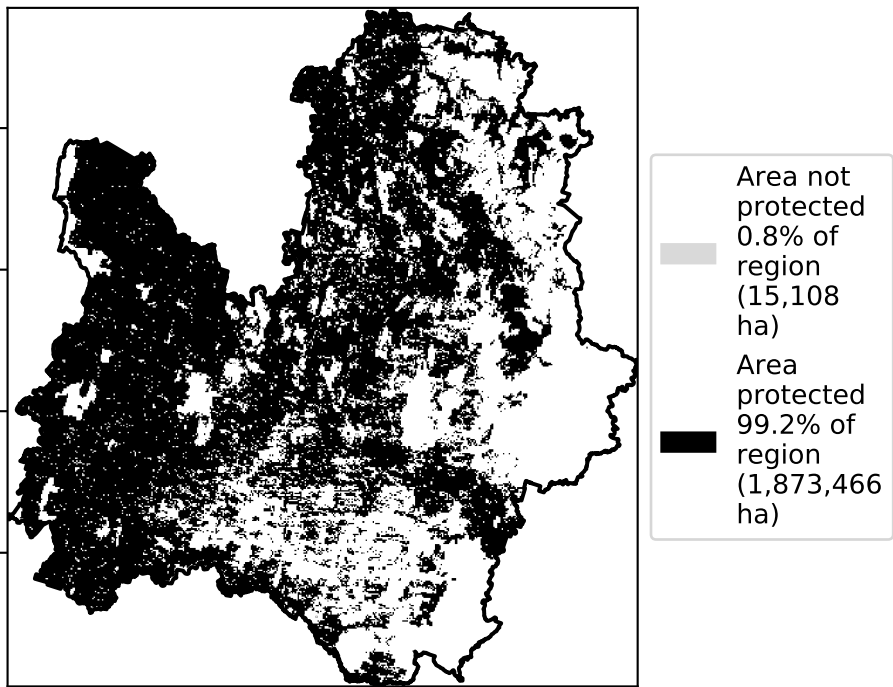 Area not
protected
0.8% of
region
(15,108
ha)
Area
protected
99.2% of
region
(1,873,466
ha)